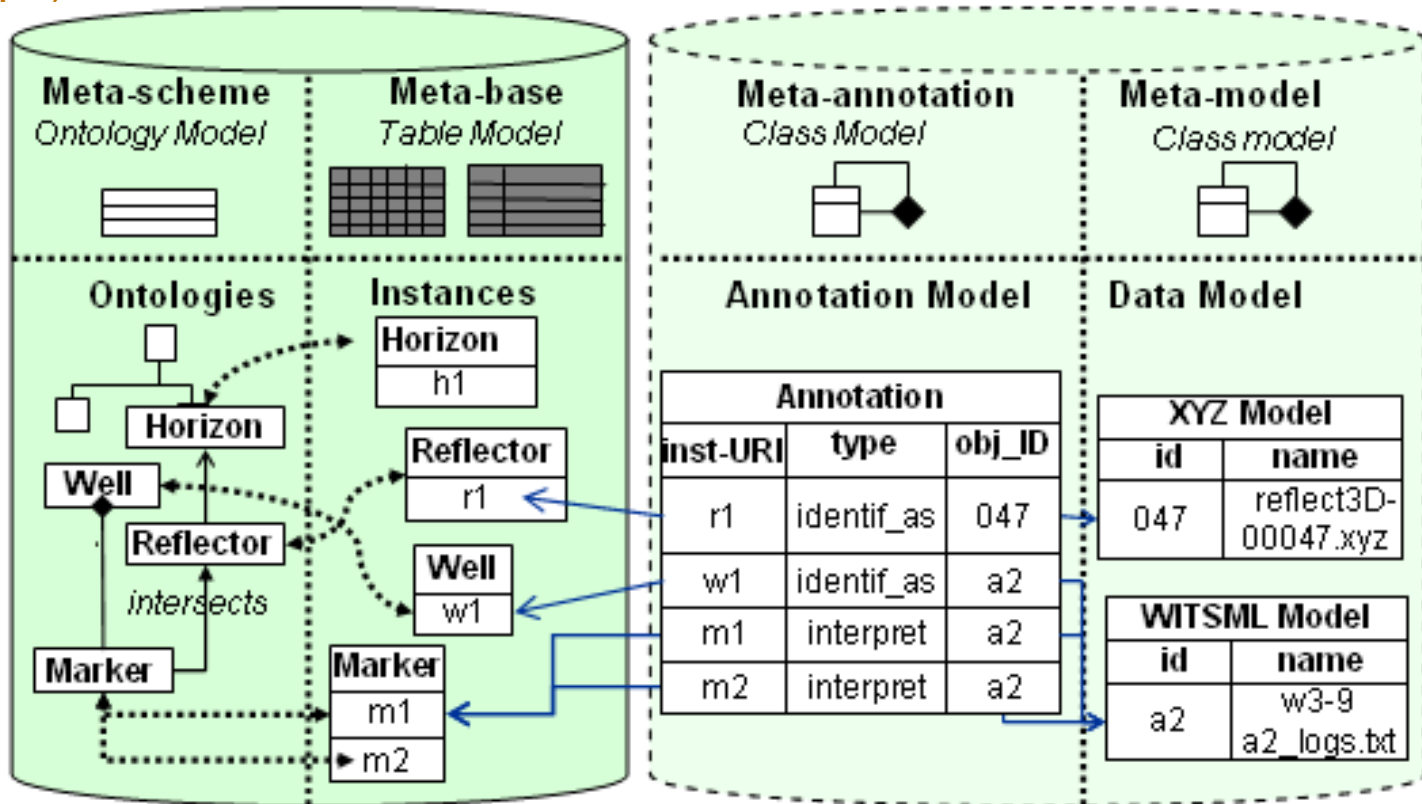 Meta-scheme
Ontology Model
Meta-base
Table Model
Meta-annotation
Class Model
Meta-model
Class model
Ontologies
Horizon
Well
Reflector
intersects
Marker
Instances
Horizon
h1
Reflector
r1
Well
w1
Marker
m1
m2
Annotation Model
Annotation
inst-URI type obj_ID
r1 identif_as 047
w1 identif_as a2
m1 interpret a2
m2 interpret a2
Data Model
XYZ Model
id name
047 reflect3D-
00047.xyz
WITSML Model
id name
a2 w3-9
a2_logs.txt